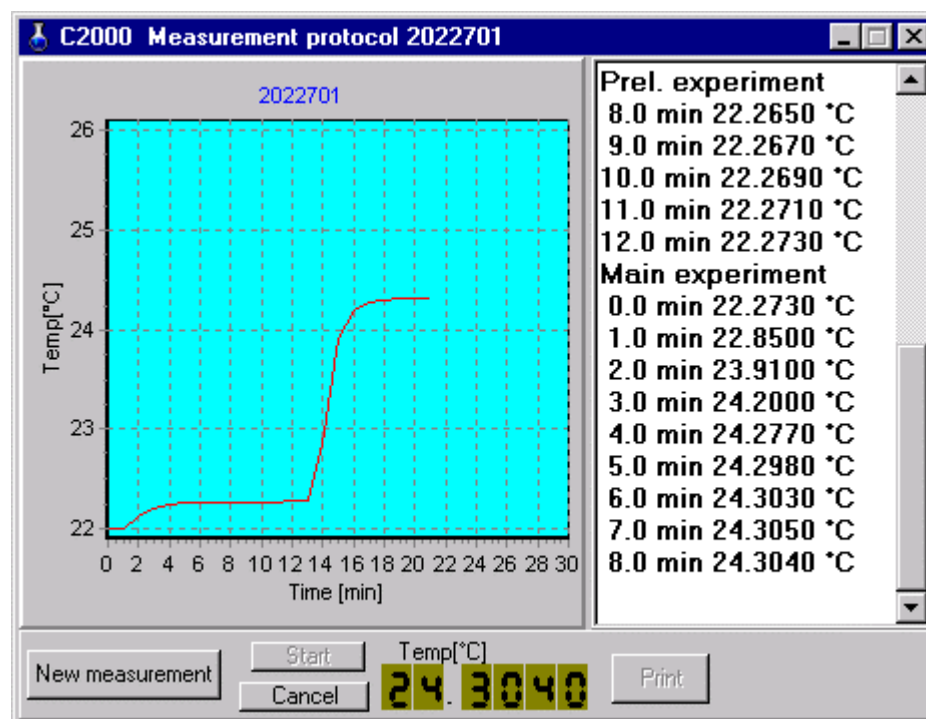 C2000 Measurement protocol 2022701
2022701
26
25
24
23
22
Temp[°C]
0 2 4 6 8 10 12 14 16 18 20 22 24 26 28 30
Time [min]
Prel. experiment
8.0 min 22.2650 °C
9.0 min 22.2670 °C
10.0 min 22.2690 °C
11.0 min 22.2710 °C
12.0 min 22.2730 °C
Main experiment
0.0 min 22.2730 °C
1.0 min 22.8500 °C
2.0 min 23.9100 °C
3.0 min 24.2000 °C
4.0 min 24.2770 °C
5.0 min 24.2980 °C
6.0 min 24.3030 °C
7.0 min 24.3050 °C
8.0 min 24.3040 °C
New measurement
Start
Cancel
Temp[°C]
24.3040
Print